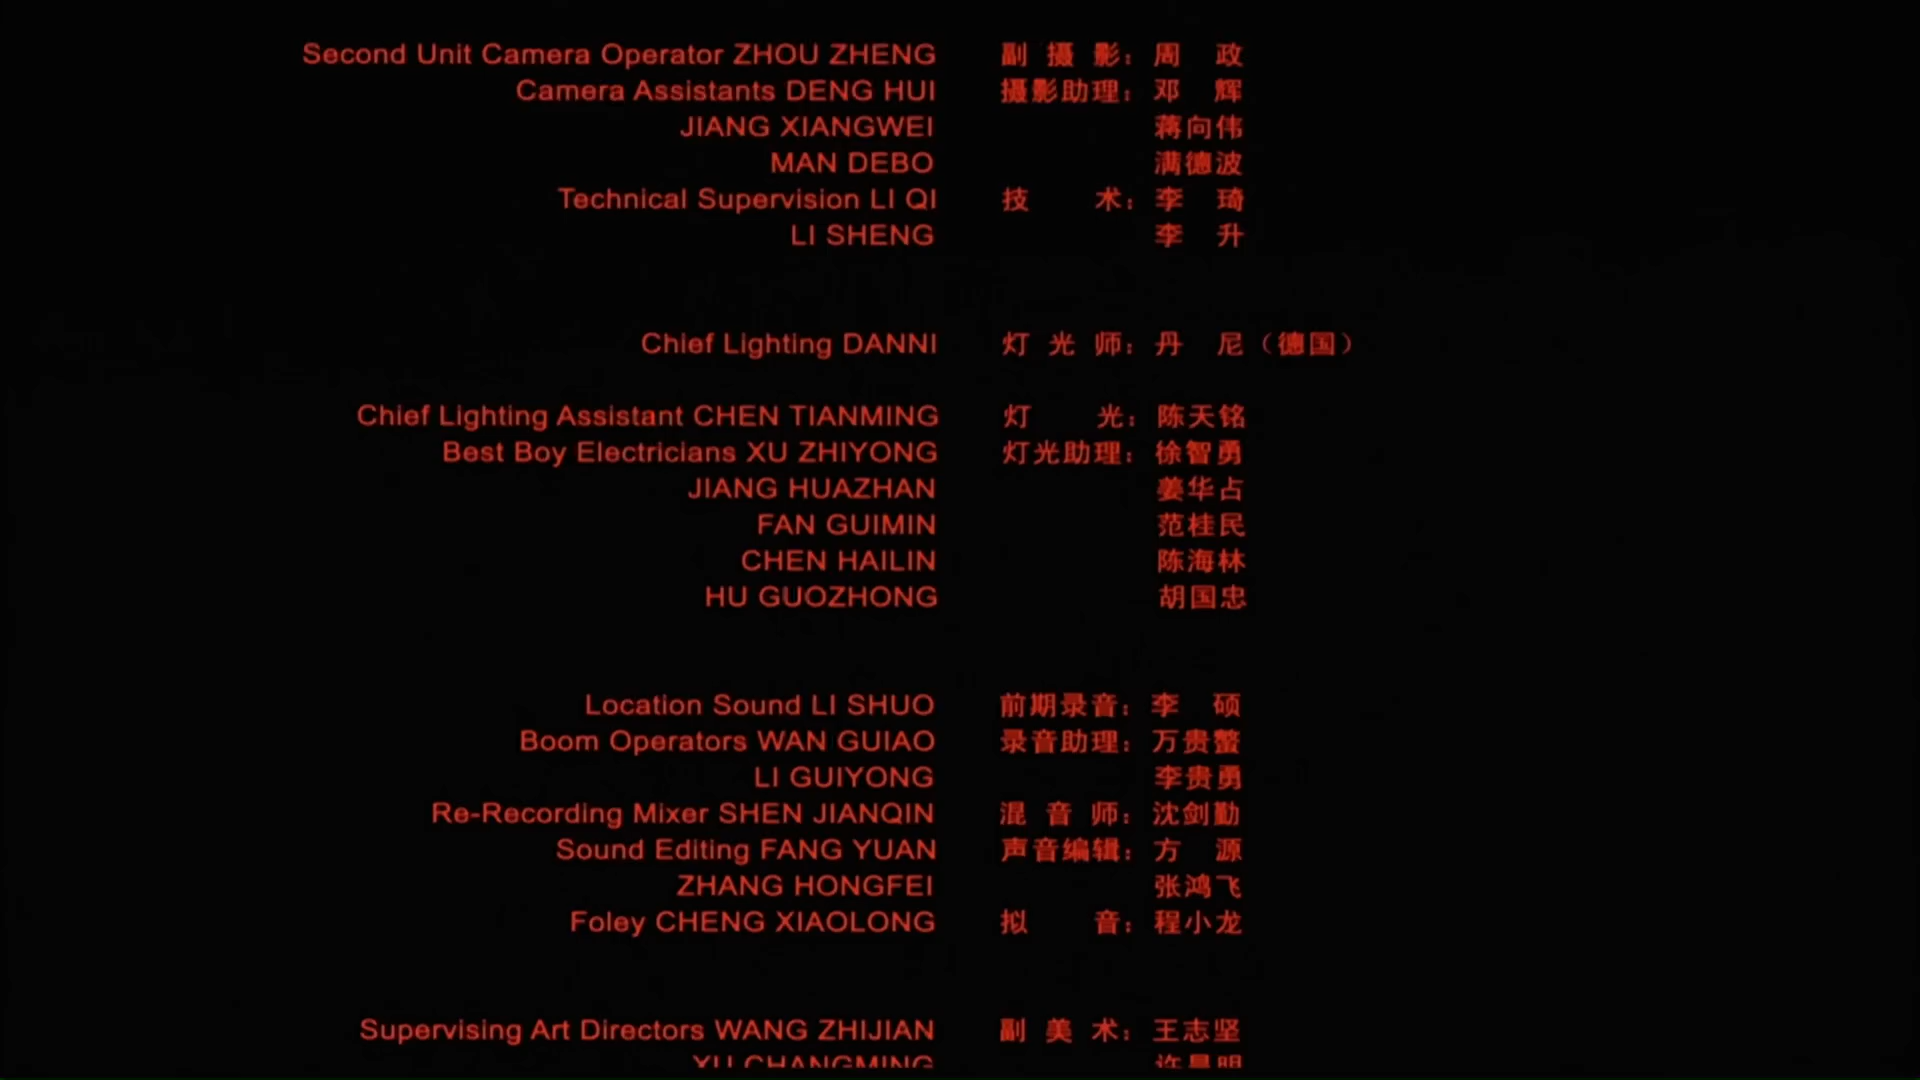 Second Unit Camera Operator ZHOU ZHENG 副 摄 影：周 政
Camera Assistants DENG HUI 摄影助理：邓 辉
JIANG XIANGWEI 蒋向伟
MAN DEBO 满德波
Technical Supervision LI QI 技 术：李 琦
LI SHENG 李 升
Chief Lighting DANNI 灯 光 师：丹 尼（德国）
Chief Lighting Assistant CHEN TIANMING 灯 光：陈天铭
Best Boy Electricians XU ZHIYONG 灯光助理：徐智勇
JIANG HUAZHAN 姜华占
FAN GUIMIN 范桂民
CHEN HAILIN 陈海林
HU GUOZHONG 胡国忠
Location Sound LI SHUO 前期录音：李 硕
Boom Operators WAN GUIAO 录音助理：
LI GUIYONG 李贵勇
Re-Recording Mixer SHEN JIANQIN 混 音 师：沈剑勤
Sound Editing FANG YUAN 声音编辑：方 源
ZHANG HONGFEI 张鸿飞
Foley CHENG XIAOLONG 拟 音：程小龙
Supervising Art Directors WANG ZHIJIAN 副 美 术：王志坚
XU CHANGMING